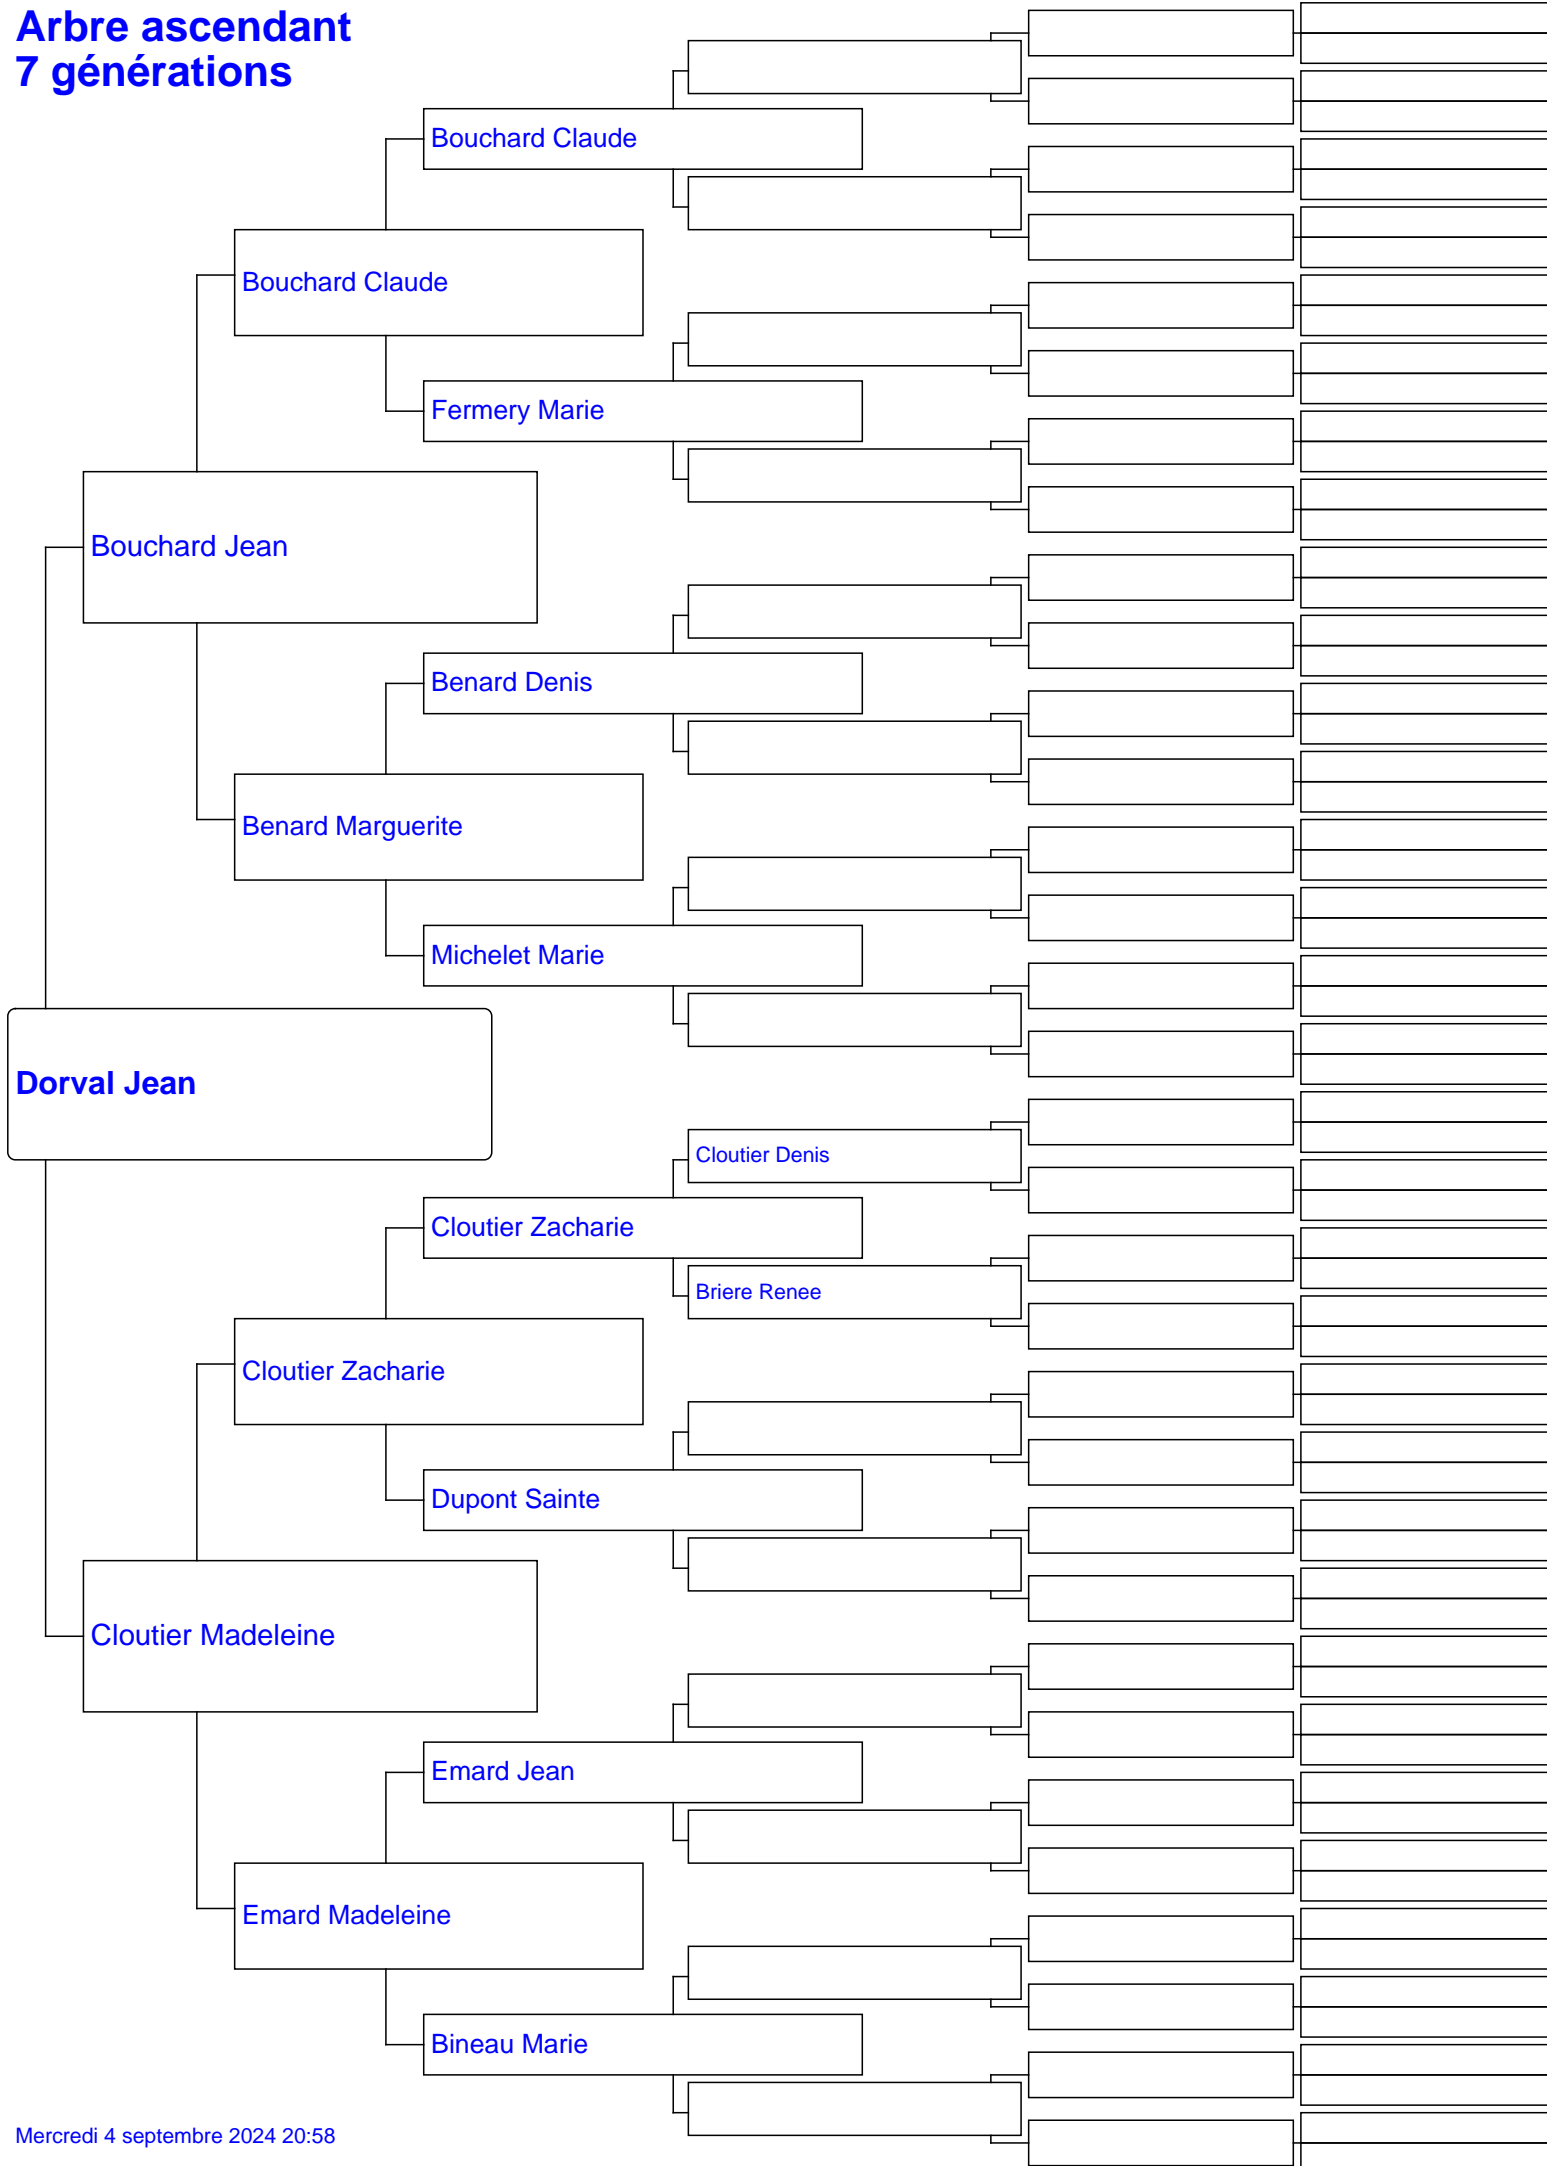 Arbre ascendant
7 générations
Bouchard Claude
Bouchard Claude
Fermery Marie
Bouchard Jean
Benard Denis
Benard Marguerite
Michelet Marie
Dorval Jean
Cloutier Denis
Cloutier Zacharie
Briere Renee
Cloutier Zacharie
Dupont Sainte
Cloutier Madeleine
Emard Jean
Emard Madeleine
Bineau Marie
Mercredi 4 septembre 2024 20:58